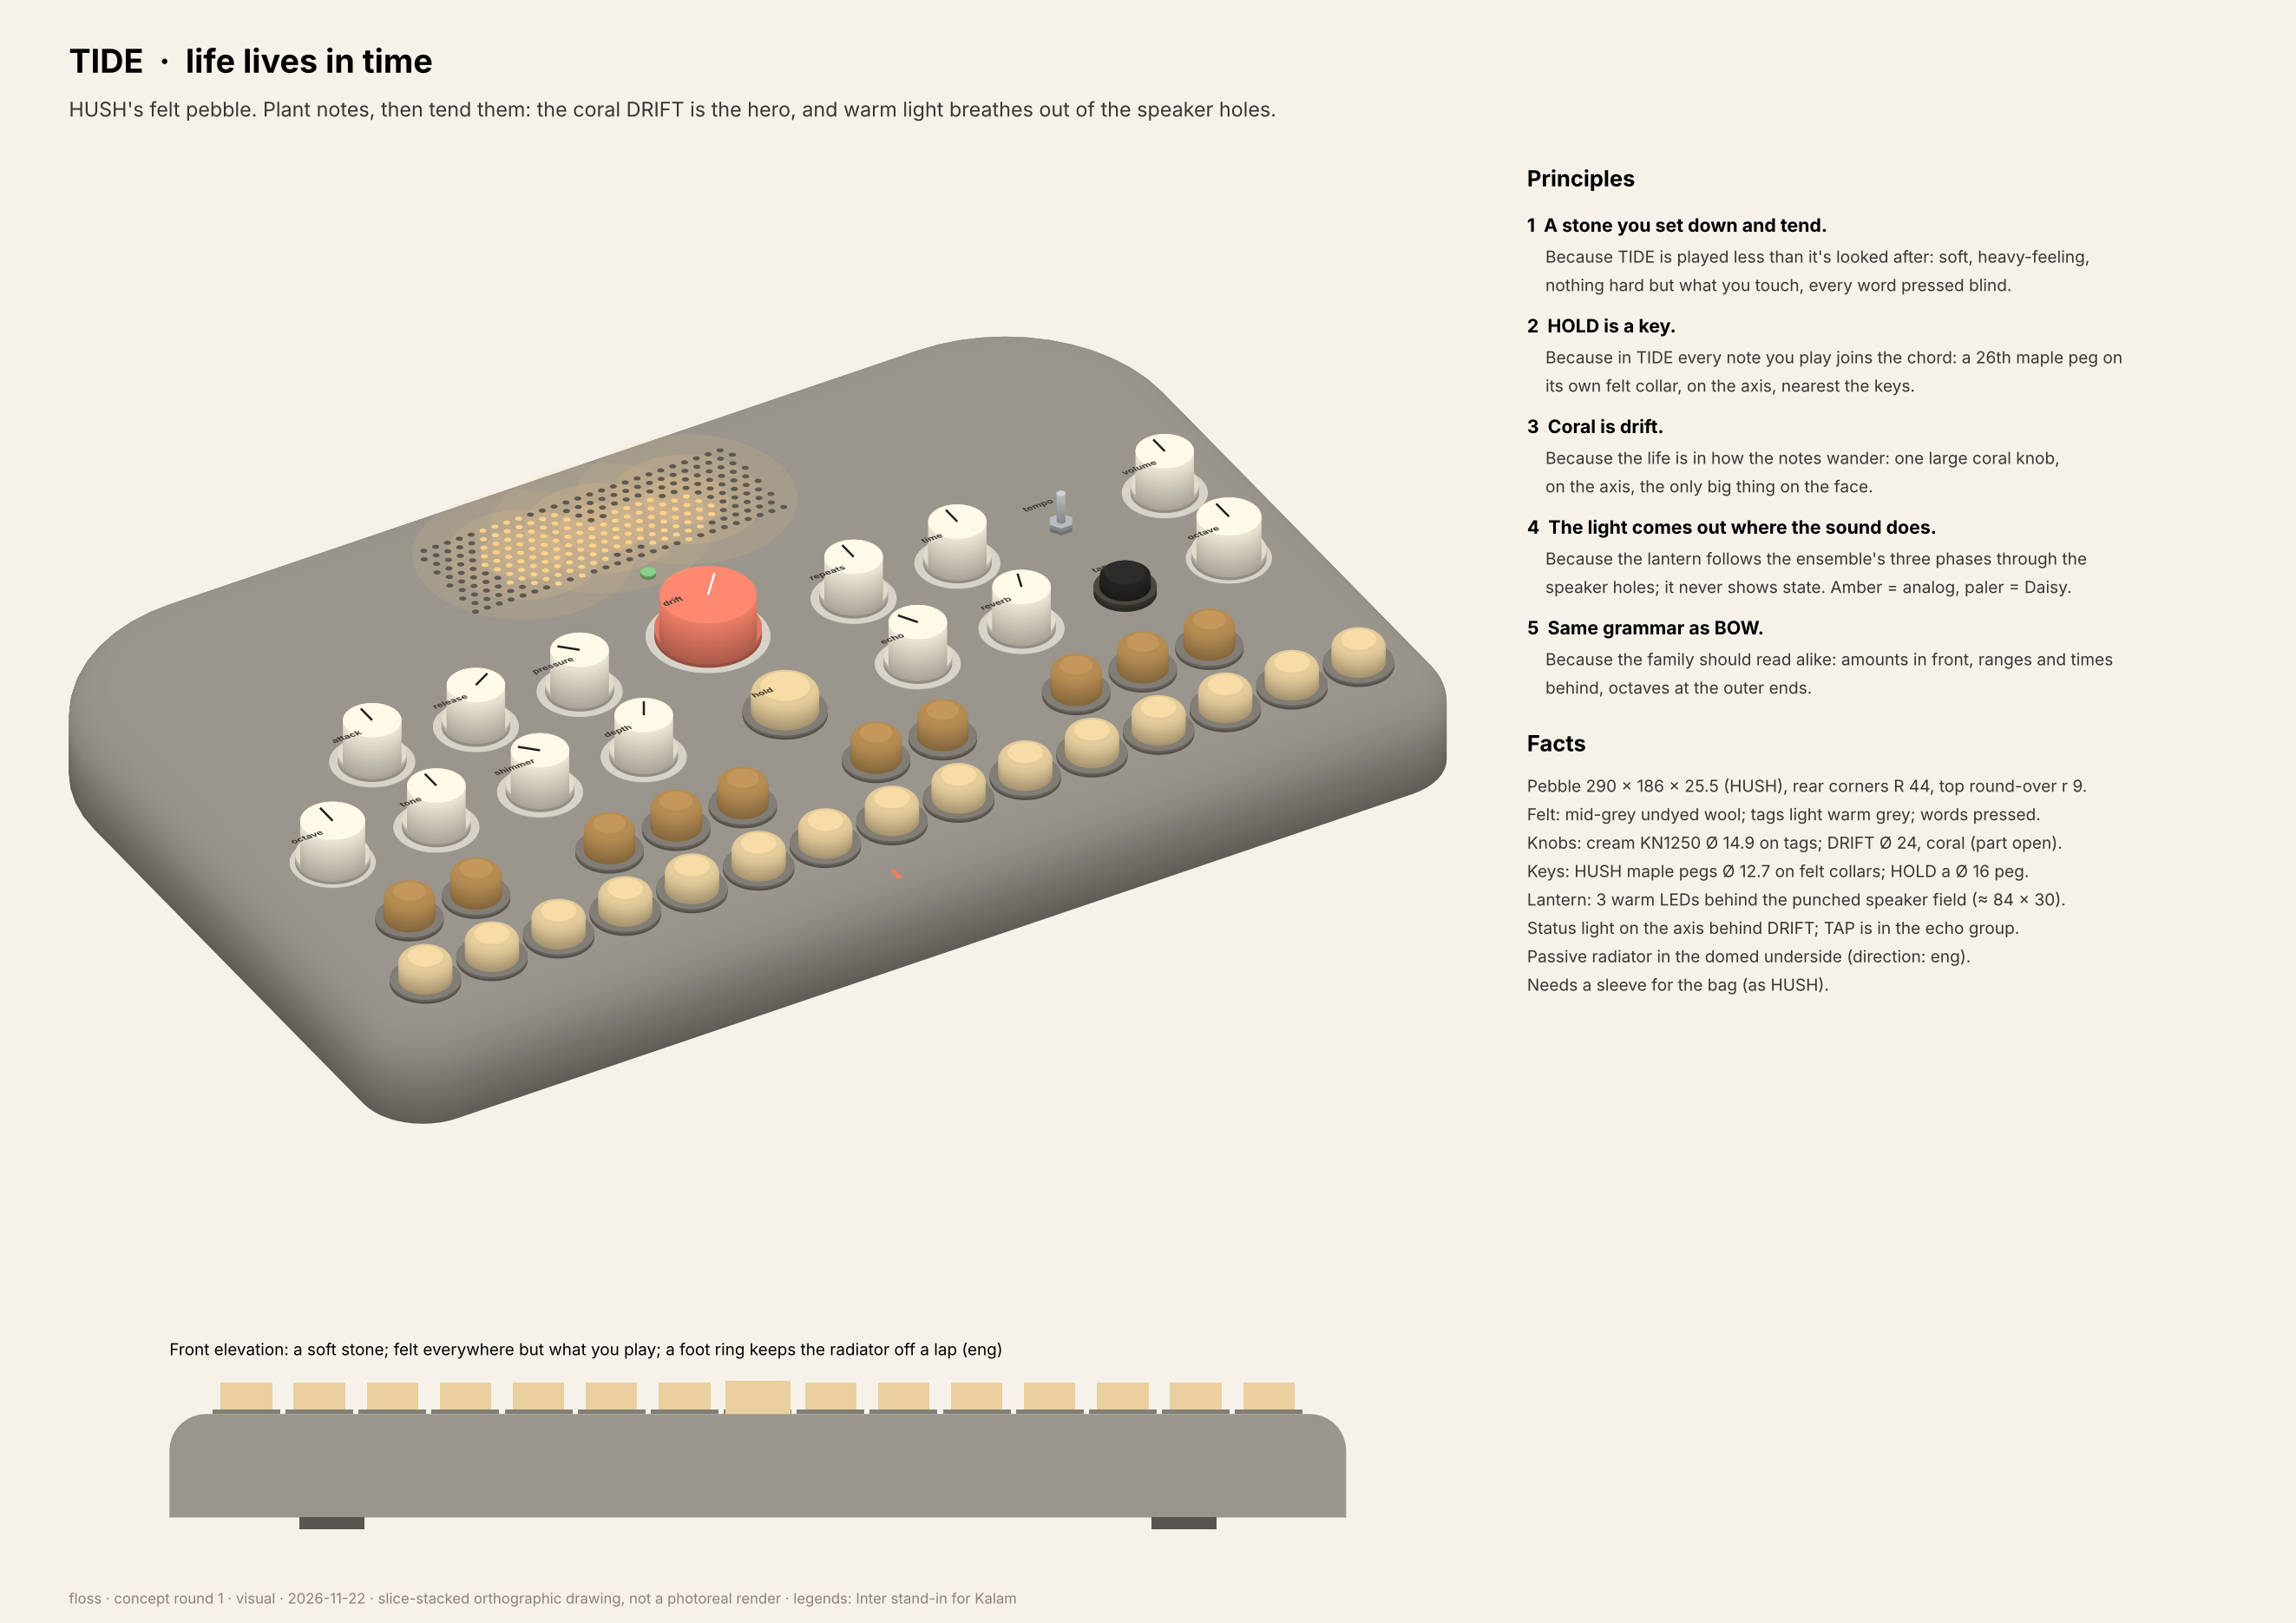 TIDE · life lives in time
HUSH's felt pebble. Plant notes, then tend them: the coral DRIFT is the hero, and warm light breathes out of the speaker holes.
Principles
1 A stone you set down and tend.
Because TIDE is played less than it's looked after: soft, heavy-feeling,
nothing hard but what you touch, every word pressed blind.
2 HOLD is a key.
Because in TIDE every note you play joins the chord: a 26th maple peg on
its own felt collar, on the axis, nearest the keys.
3 Coral is drift.
Because the life is in how the notes wander: one large coral knob,
on the axis, the only big thing on the face.
4 The light comes out where the sound does.
Because the lantern follows the ensemble's three phases through the
speaker holes; it never shows state. Amber = analog, paler = Daisy.
5 Same grammar as BOW.
Because the family should read alike: amounts in front, ranges and times
behind, octaves at the outer ends.
Facts
Pebble 290 × 186 × 25.5 (HUSH), rear corners R 44, top round-over r 9.
Felt: mid-grey undyed wool; tags light warm grey; words pressed.
Knobs: cream KN1250 Ø 14.9 on tags; DRIFT Ø 24, coral (part open).
Keys: HUSH maple pegs Ø 12.7 on felt collars; HOLD a Ø 16 peg.
Lantern: 3 warm LEDs behind the punched speaker field (≈ 84 × 30).
Status light on the axis behind DRIFT; TAP is in the echo group.
Passive radiator in the domed underside (direction: eng).
Needs a sleeve for the bag (as HUSH).
volume
tempo
octave
time
repeats
drift
reverb
echo
pressure
hold
release
depth
attack
shimmer
tone
octave
Front elevation: a soft stone; felt everywhere but what you play; a foot ring keeps the radiator off a lap (eng)
floss · concept round 1 · visual · 2026-11-22 · slice-stacked orthographic drawing, not a photoreal render · legends: Inter stand-in for Kalam